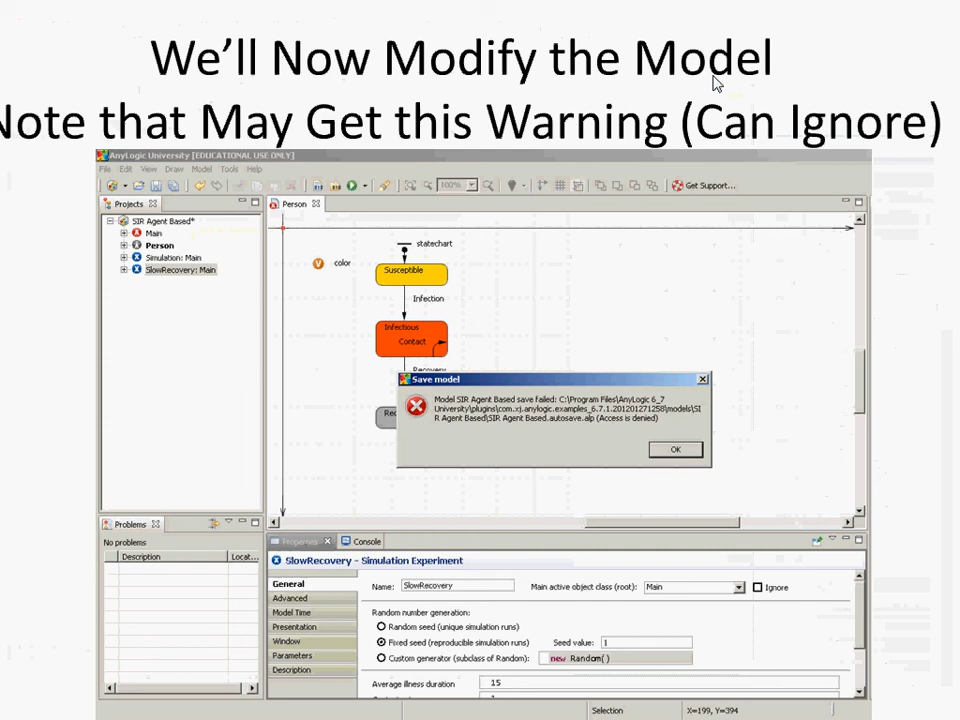 We’ll Now Modify the Model
Note that May Get this Warning (Can Ignore)
AnyLogic University [EDUCATIONAL USE ONLY]
File Edit View Draw Model Tools Help
100% Get Support...
Projects
Person
SIR Agent Based*
Main
Person
Simulation: Main
SlowRecovery: Main
statechart
color
Susceptible
Infection
Infectious
Contact
Recovery
Rec
Save model
Model SIR Agent Based save failed: C:\Program Files\AnyLogic 6_7
University\plugins\com.xj.anylogic.examples_6.7.1.201201271258\models\SI
R Agent Based\SIR Agent Based.autosave.alp (Access is denied)
OK
Problems
No problems
Description Locat...
Properties Console
SlowRecovery - Simulation Experiment
General
Advanced
Model Time
Presentation
Window
Parameters
Description
Name: SlowRecovery Main active object class (root): Main Ignore
Random number generation:
Random seed (unique simulation runs)
Fixed seed (reproducible simulation runs) Seed value: 1
Custom generator (subclass of Random): new Random()
Average illness duration 15
Selection X=199, Y=394